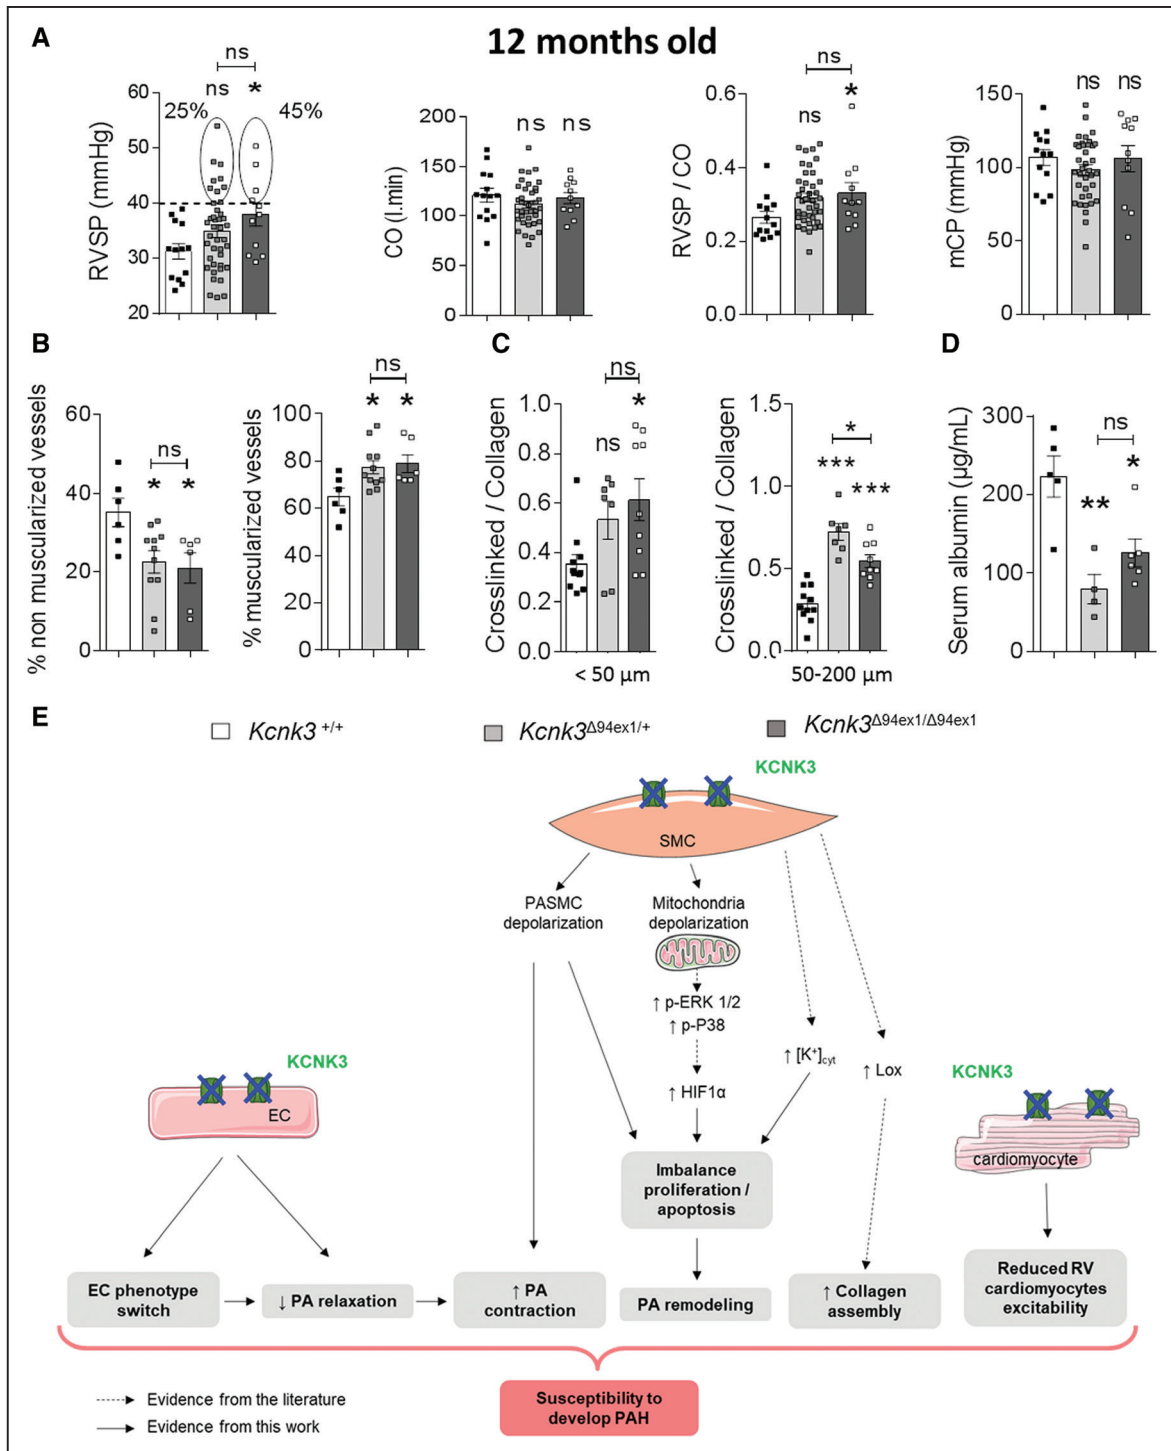 A
12 months old
ns
ns *
25% 45%
RVSP (mmHg)
60
50
40
30
20
ns ns
CO (l.min)
200
150
100
50
0
ns
ns *
RVSP / CO
0.6
0.4
0.2
0.0
ns ns
mCP (mmHg)
150
100
50
0
B
ns
* *
% non muscularized vessels
60
40
20
0
ns
* *
% muscularized vessels
100
80
60
40
20
0
C
ns
ns *
Crosslinked / Collagen
1.0
0.8
0.6
0.4
0.2
0.0
< 50 µm
*
*** ***
Crosslinked / Collagen
1.5
1.0
0.5
0.0
50-200 µm
D
ns
** *
Serum albumin (µg/mL)
300
200
100
0
E
Kcnk3 +/+
Kcnk3Δ94ex1/+
Kcnk3Δ94ex1/Δ94ex1
KCNK3
SMC
PASMC
depolarization
Mitochondria
depolarization
↑ p-ERK 1/2
↑ p-P38
↑ HIF1α
↑ [K+]cyt
↑ Lox
KCNK3
EC
KCNK3
cardiomyocyte
Imbalance
proliferation /
apoptosis
EC phenotype
switch
↓ PA relaxation
↑ PA
contraction
PA remodeling
↑ Collagen
assembly
Reduced RV
cardiomyocytes
excitability
Susceptibility to
develop PAH
Evidence from the literature
Evidence from this work